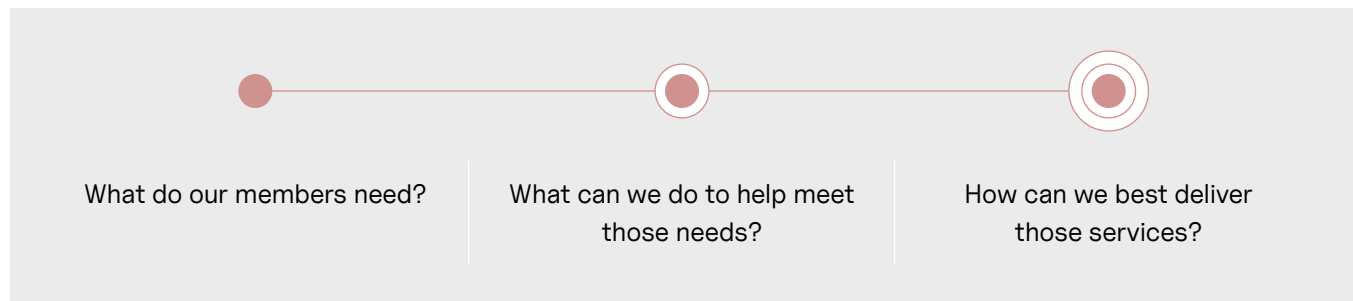 What do our members need?
What can we do to help meet
those needs?
How can we best deliver
those services?